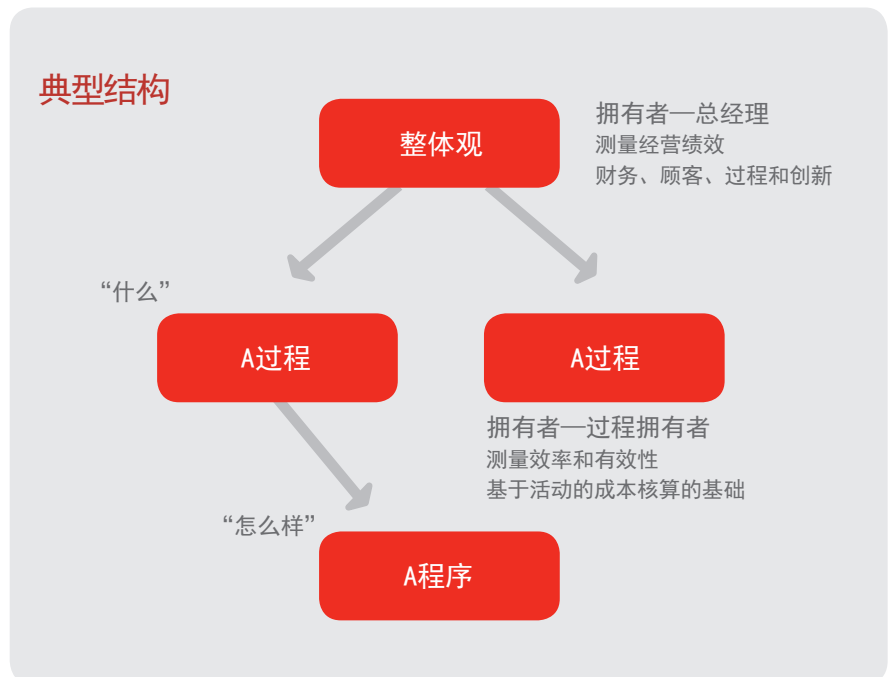 典型结构
整体观
拥有者—总经理
测量经营绩效
财务、顾客、过程和创新
“什么”
A过程
A过程
拥有者—过程拥有者
测量效率和有效性
基于活动的成本核算的基础
“怎么样”
A程序